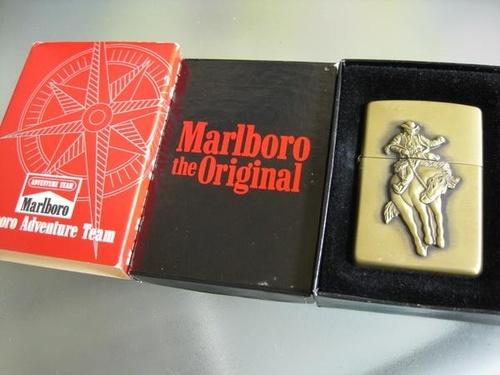 ADVENTURE TEAM
Marlboro
oro Adventure Team
Marlboro
the Original